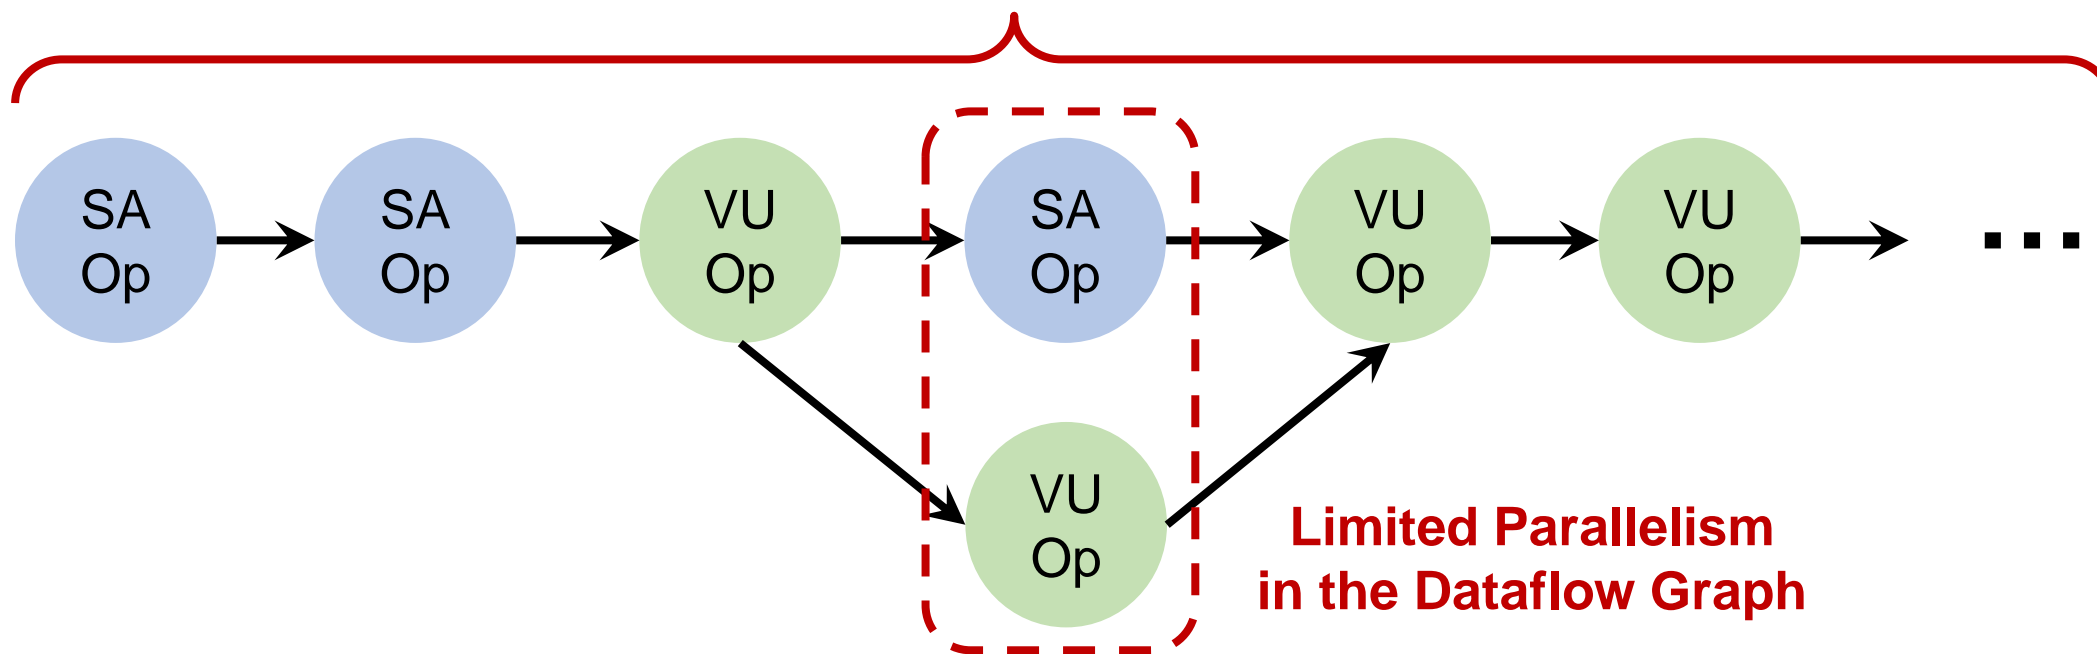 SA
Op
SA
Op
VU
Op
SA
Op
VU
Op
VU
Op
...
VU
Op
Limited Parallelism
in the Dataflow Graph